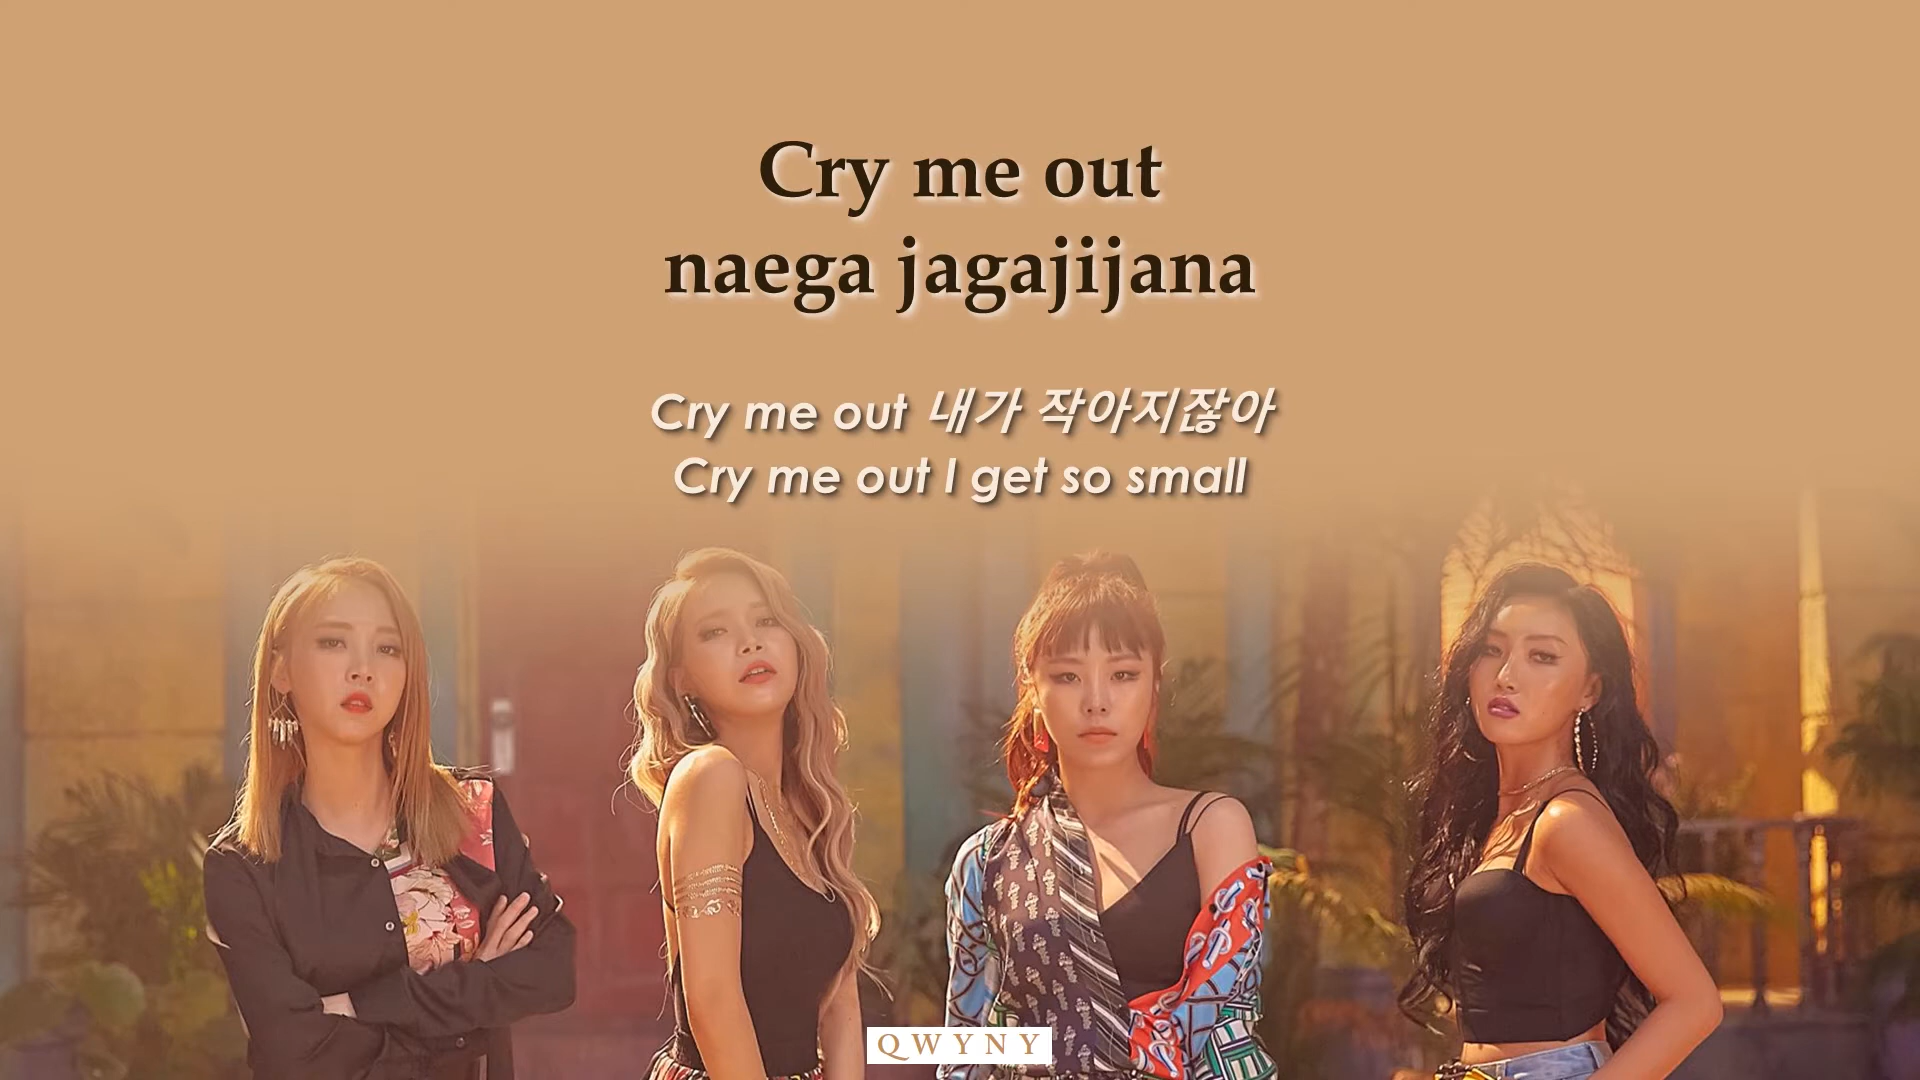 Cry me out
naega jagajijana
Cry me out 내가 작아지잖아
Cry me out I get so small
QWYNY